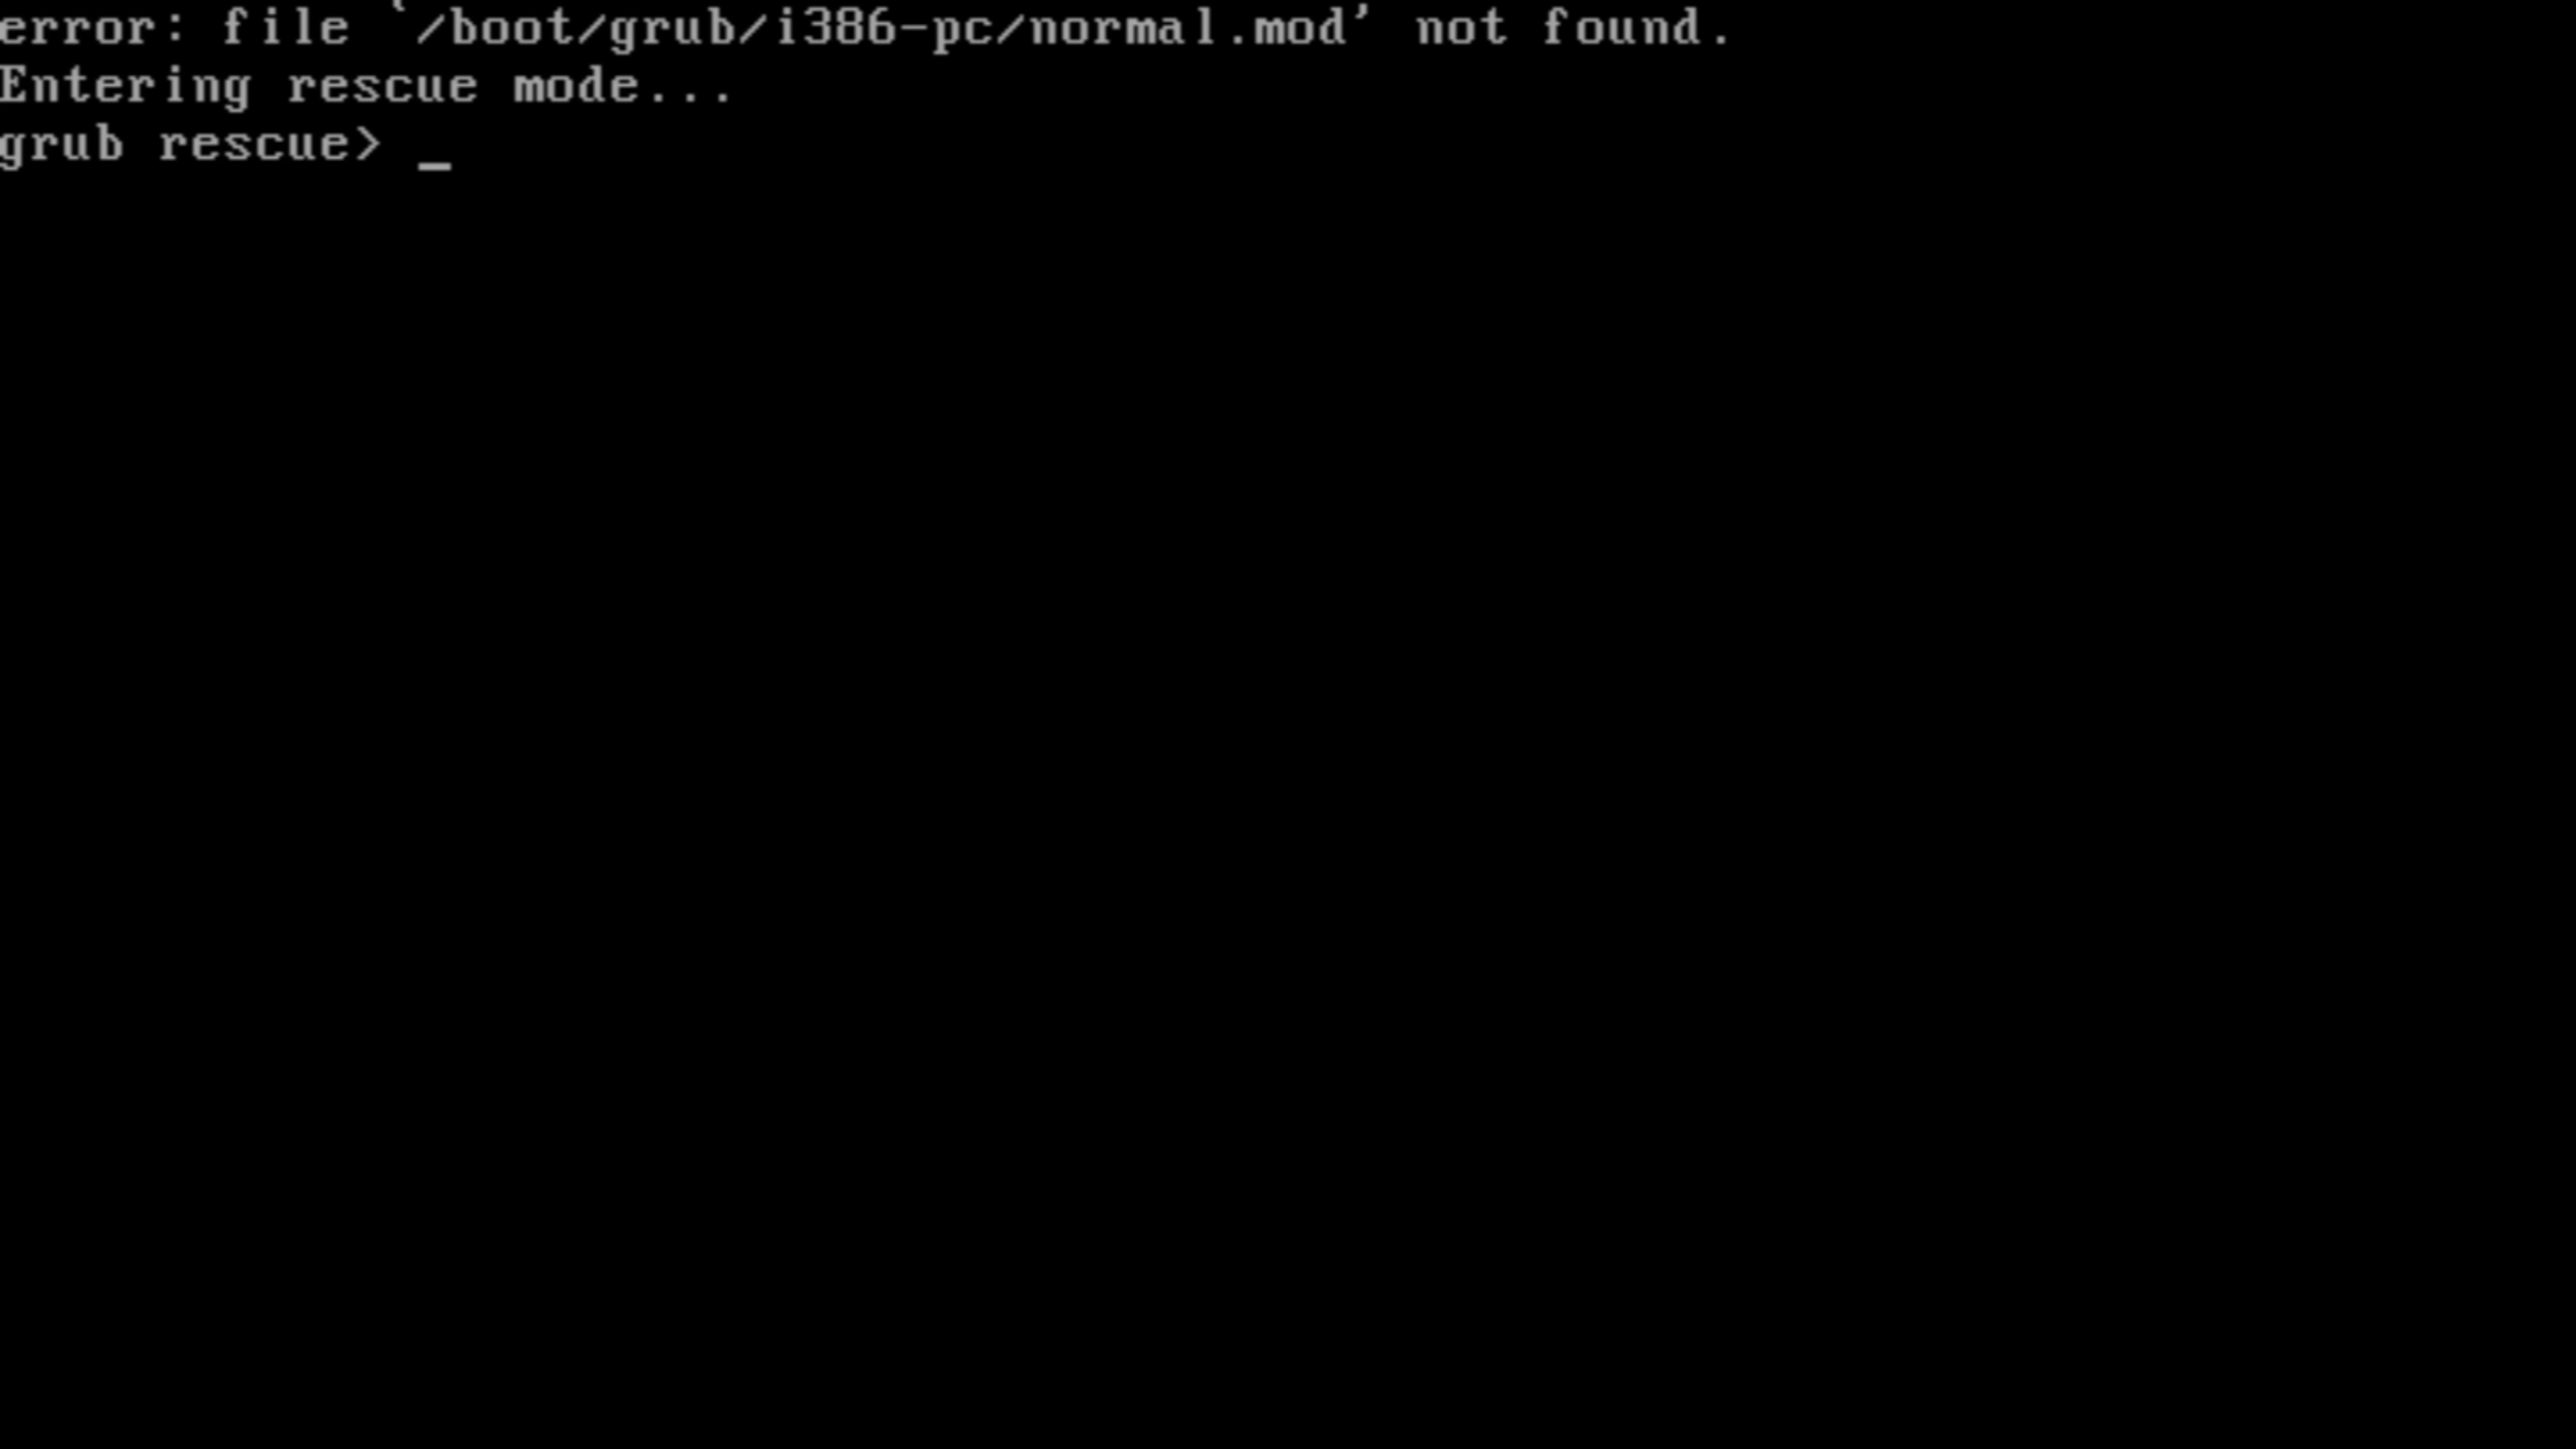 error: file `/boot/grub/i386-pc/normal.mod' not found.
Entering rescue mode...
grub rescue> _